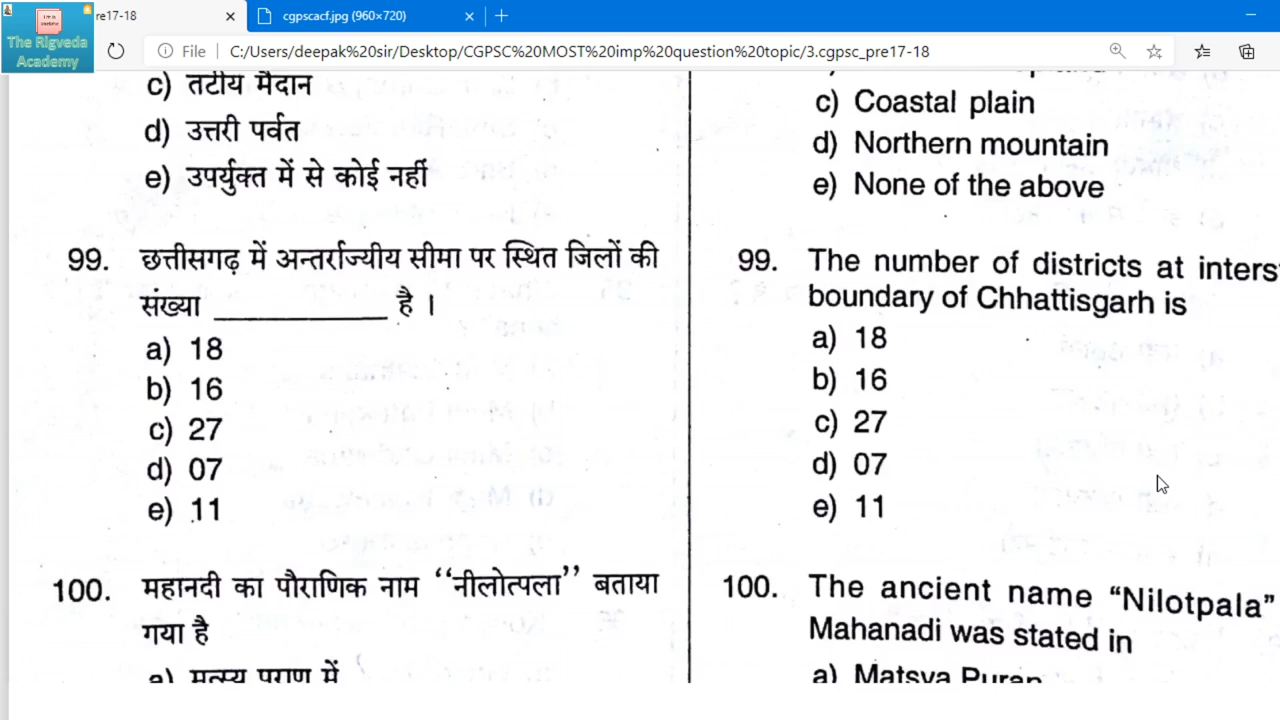 The Rigveda
Academy
re17-18
cgpscacf.jpg (960×720)
File
C:/Users/deepak%20sir/Desktop/CGPSC%20MOST%20imp%20question%20topic/3.cgpsc_pre17-18
c) तटीय मैदान
d) उत्तरी पर्वत
e) उपर्युक्त में से कोई नहीं
99. छत्तीसगढ़ में अन्तर्राज्यीय सीमा पर स्थित जिलों की
संख्या ____________ है ।
a) 18
b) 16
c) 27
d) 07
e) 11
100. महानदी का पौराणिक नाम ‘‘नीलोत्पला’’ बताया
गया है
a) मत्स्य पुराण में
c) Coastal plain
d) Northern mountain
e) None of the above
99. The number of districts at inters
boundary of Chhattisgarh is
a) 18
b) 16
c) 27
d) 07
e) 11
100. The ancient name “Nilotpala”
Mahanadi was stated in
a) Matsya Puran